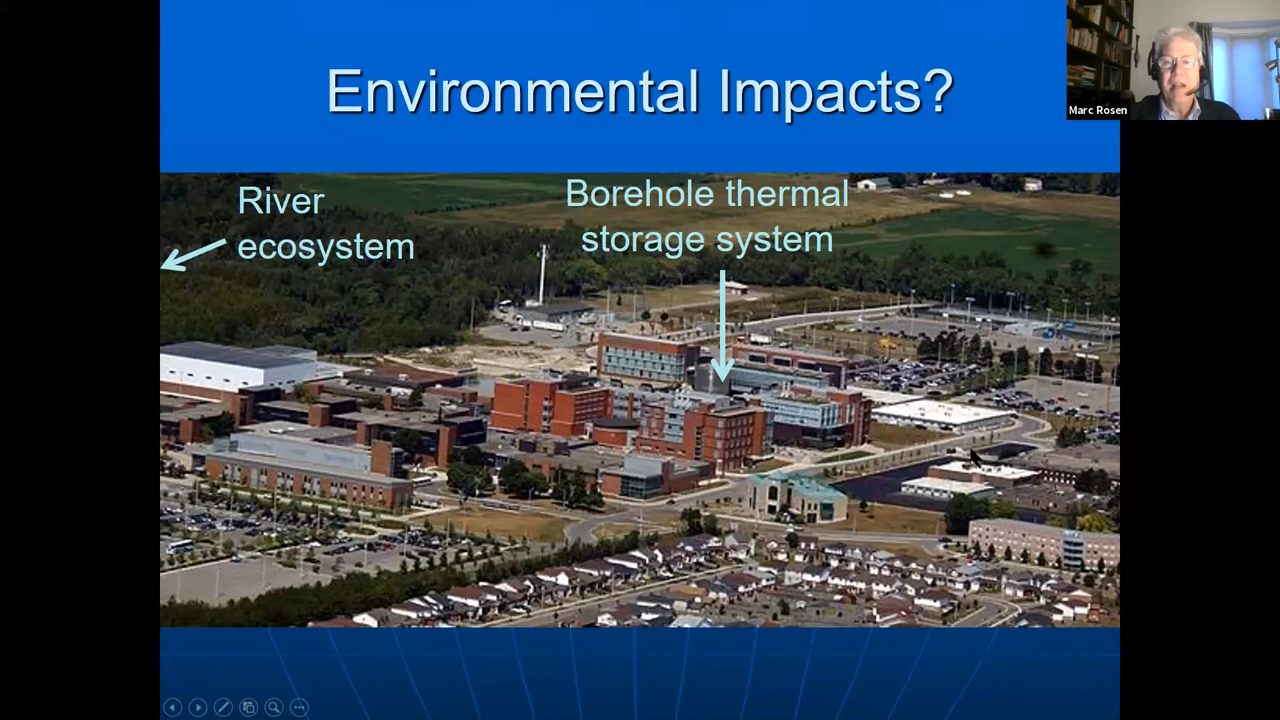 Environmental Impacts?
Marc Rosen
River
ecosystem
Borehole thermal
storage system